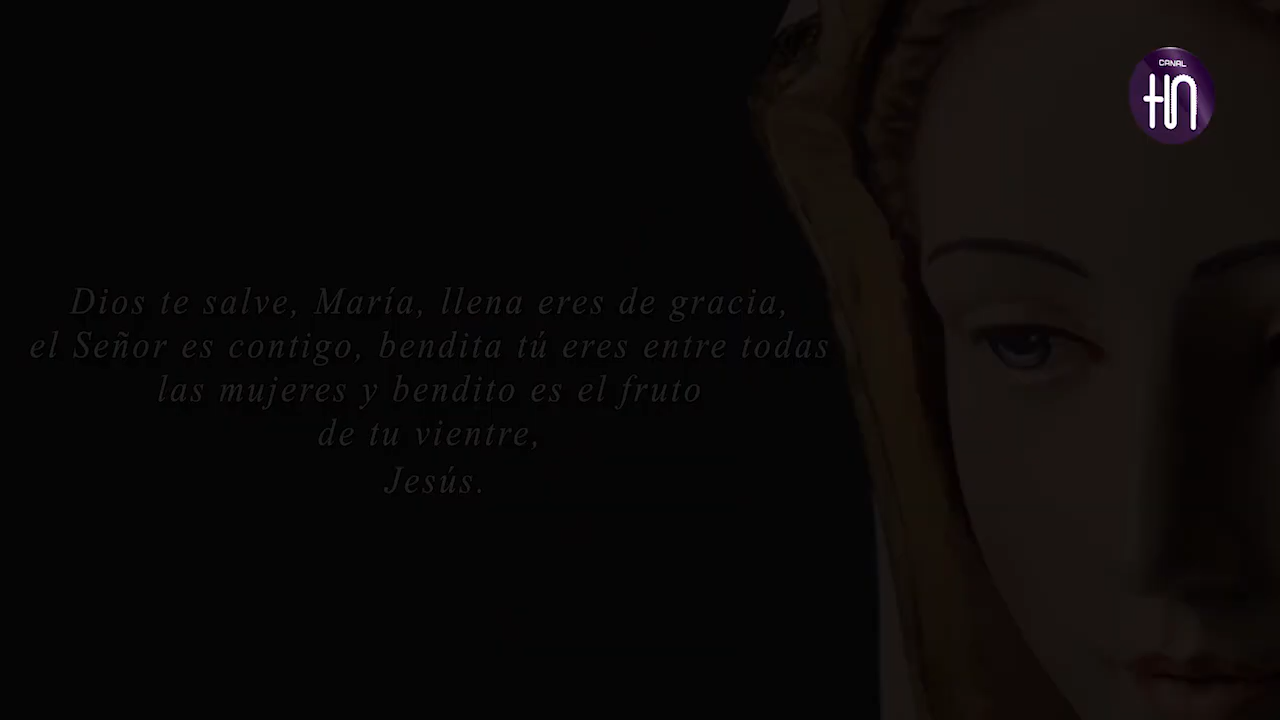 CANAL
HN
Dios te salve, María, llena eres de gracia,
el Señor es contigo, bendita tú eres entre todas
las mujeres y bendito es el fruto
de tu vientre,
Jesús.